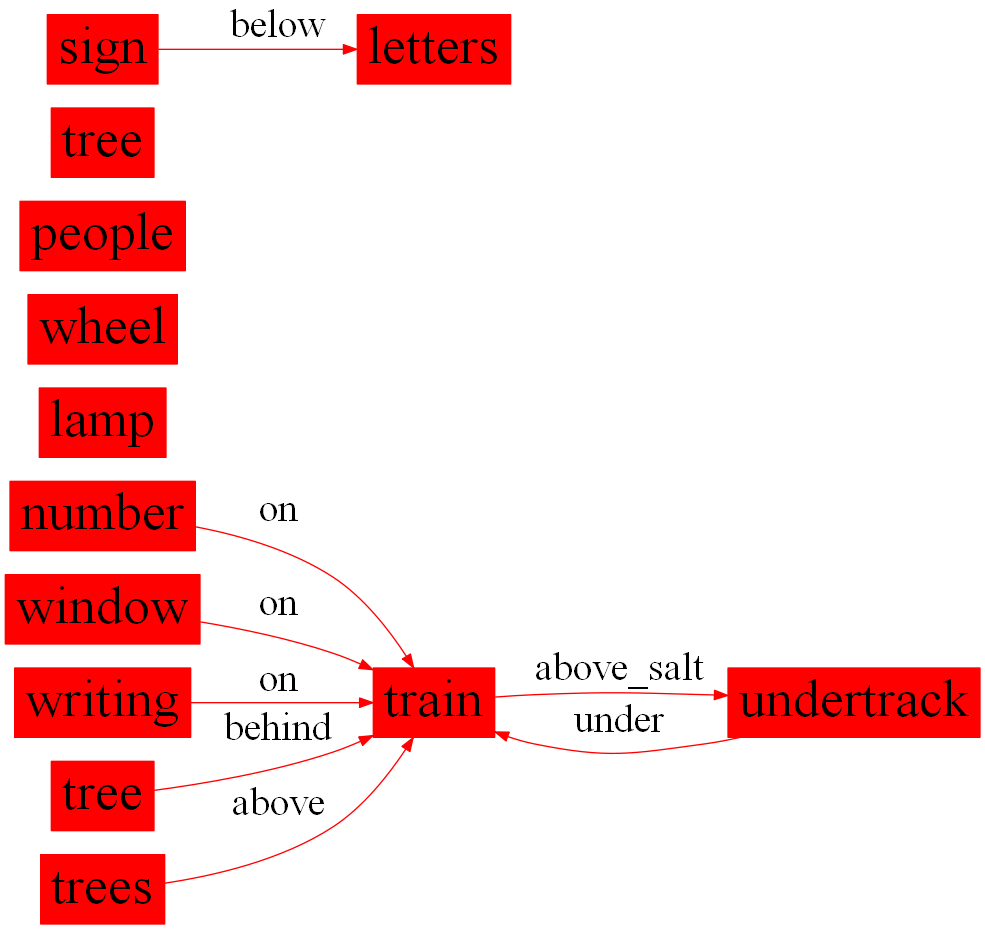 sign below letters
tree
people
wheel
lamp
number on
window on
writing on train above_salt undertrack
behind under
tree
above
trees